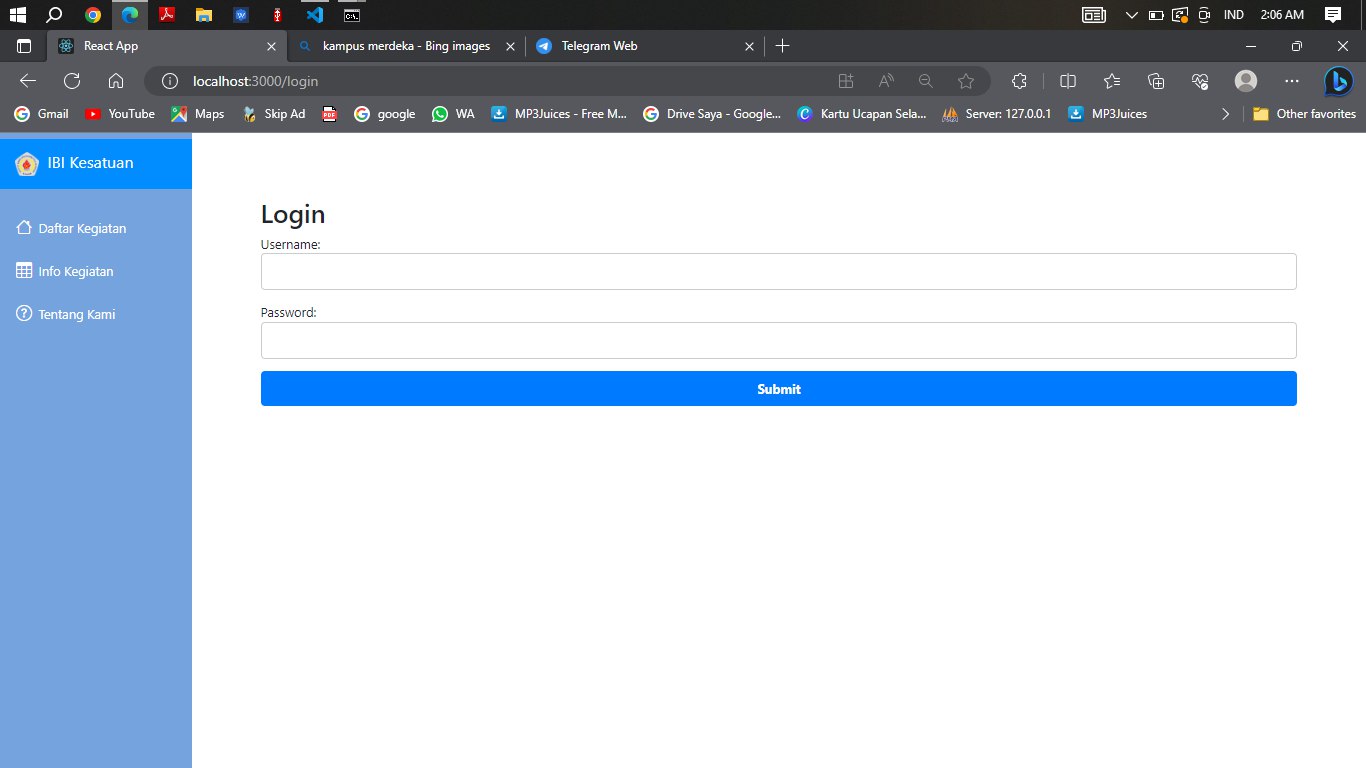 IND 2:06 AM
React App
kampus merdeka - Bing images
Telegram Web
localhost:3000/login
Gmail YouTube Maps Skip Ad google WA MP3Juices - Free M... Drive Saya - Google... Kartu Ucapan Sela... Server: 127.0.0.1 MP3Juices Other favorites
IBI Kesatuan
Daftar Kegiatan
Info Kegiatan
Tentang Kami
Login
Username:
Password:
Submit